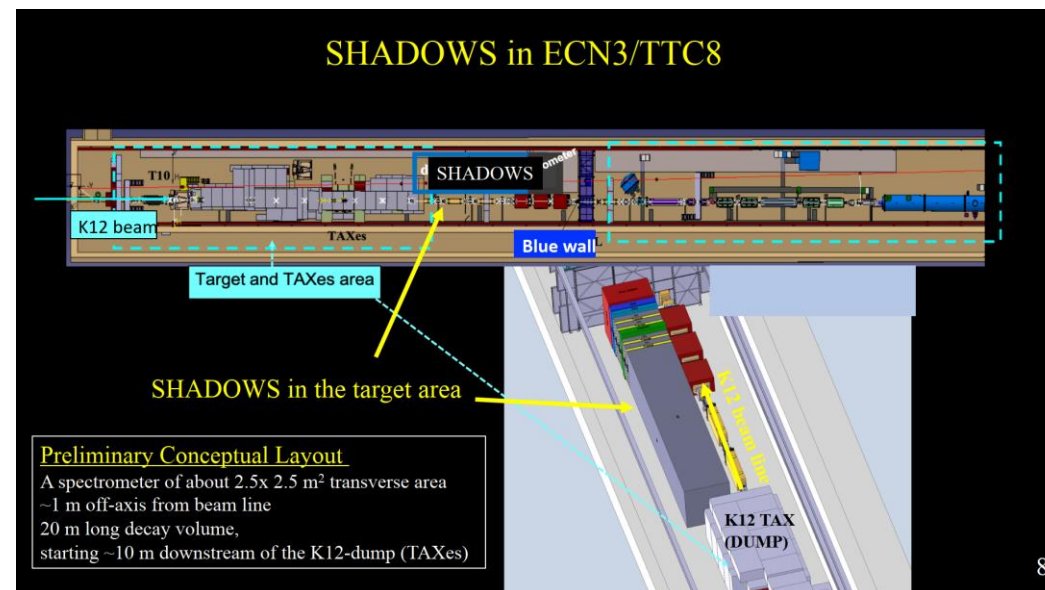 SHADOWS in ECN3/TTC8
T10
SHADOWS
ometer
K12 beam
TAXes
Blue wall
L
Target and TAXes area
SHADOWS in the target area
K12 beam line
Preliminary Conceptual Layout
A spectrometer of about 2.5x 2.5 m² transverse area
~1 m off-axis from beam line
20 m long decay volume,
starting ~10 m downstream of the K12-dump (TAXes)
K12 TAX
(DUMP)
8